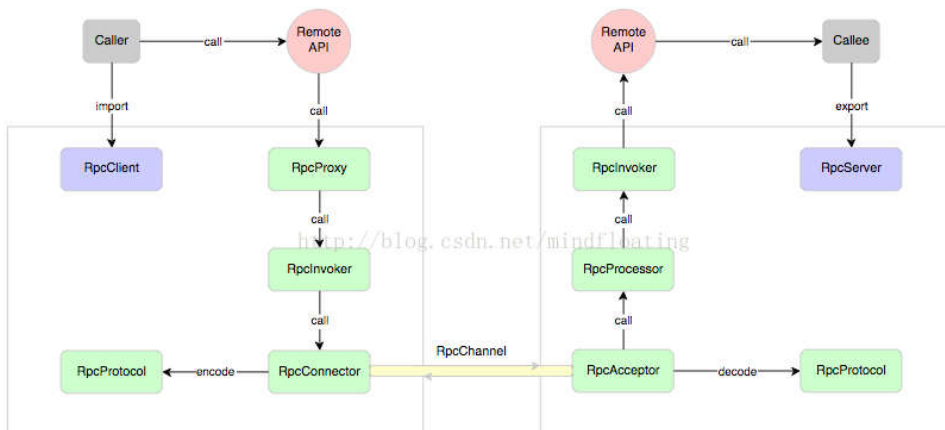 Caller
call
Remote
API
Remote
API
call
Callee
import
call
call
export
RpcClient
RpcProxy
RpcInvoker
RpcServer
call
call
http://blog.csdn.net/mindfloating
RpcInvoker
RpcProcessor
call
call
RpcChannel
RpcProtocol
encode
RpcConnector
RpcAcceptor
decode
RpcProtocol